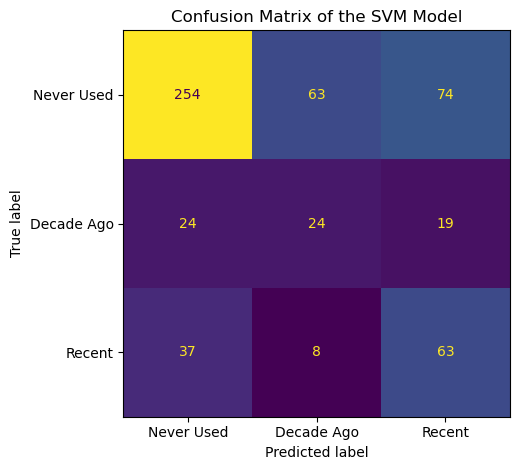 Confusion Matrix of the SVM Model
True label
Never Used 254 63 74
Decade Ago 24 24 19
Recent 37 8 63
Never Used Decade Ago Recent
Predicted label